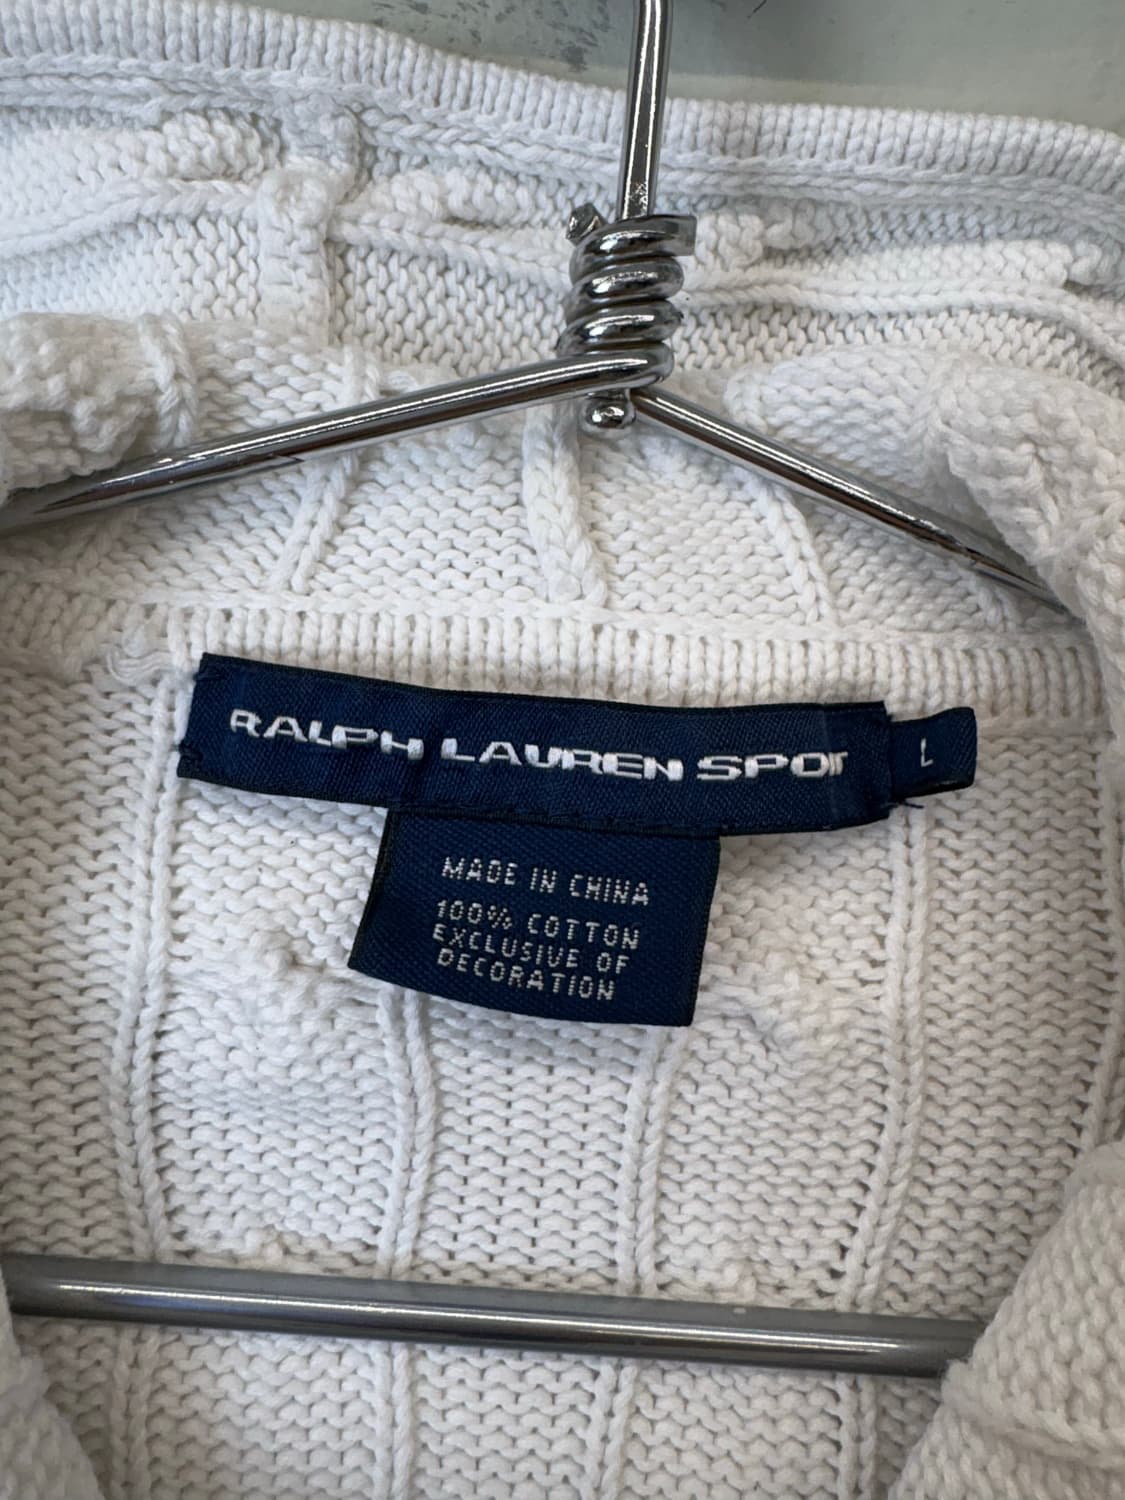 RALPH LAUREN SPORT
L
MADE IN CHINA
100% COTTON
EXCLUSIVE OF
DECORATION